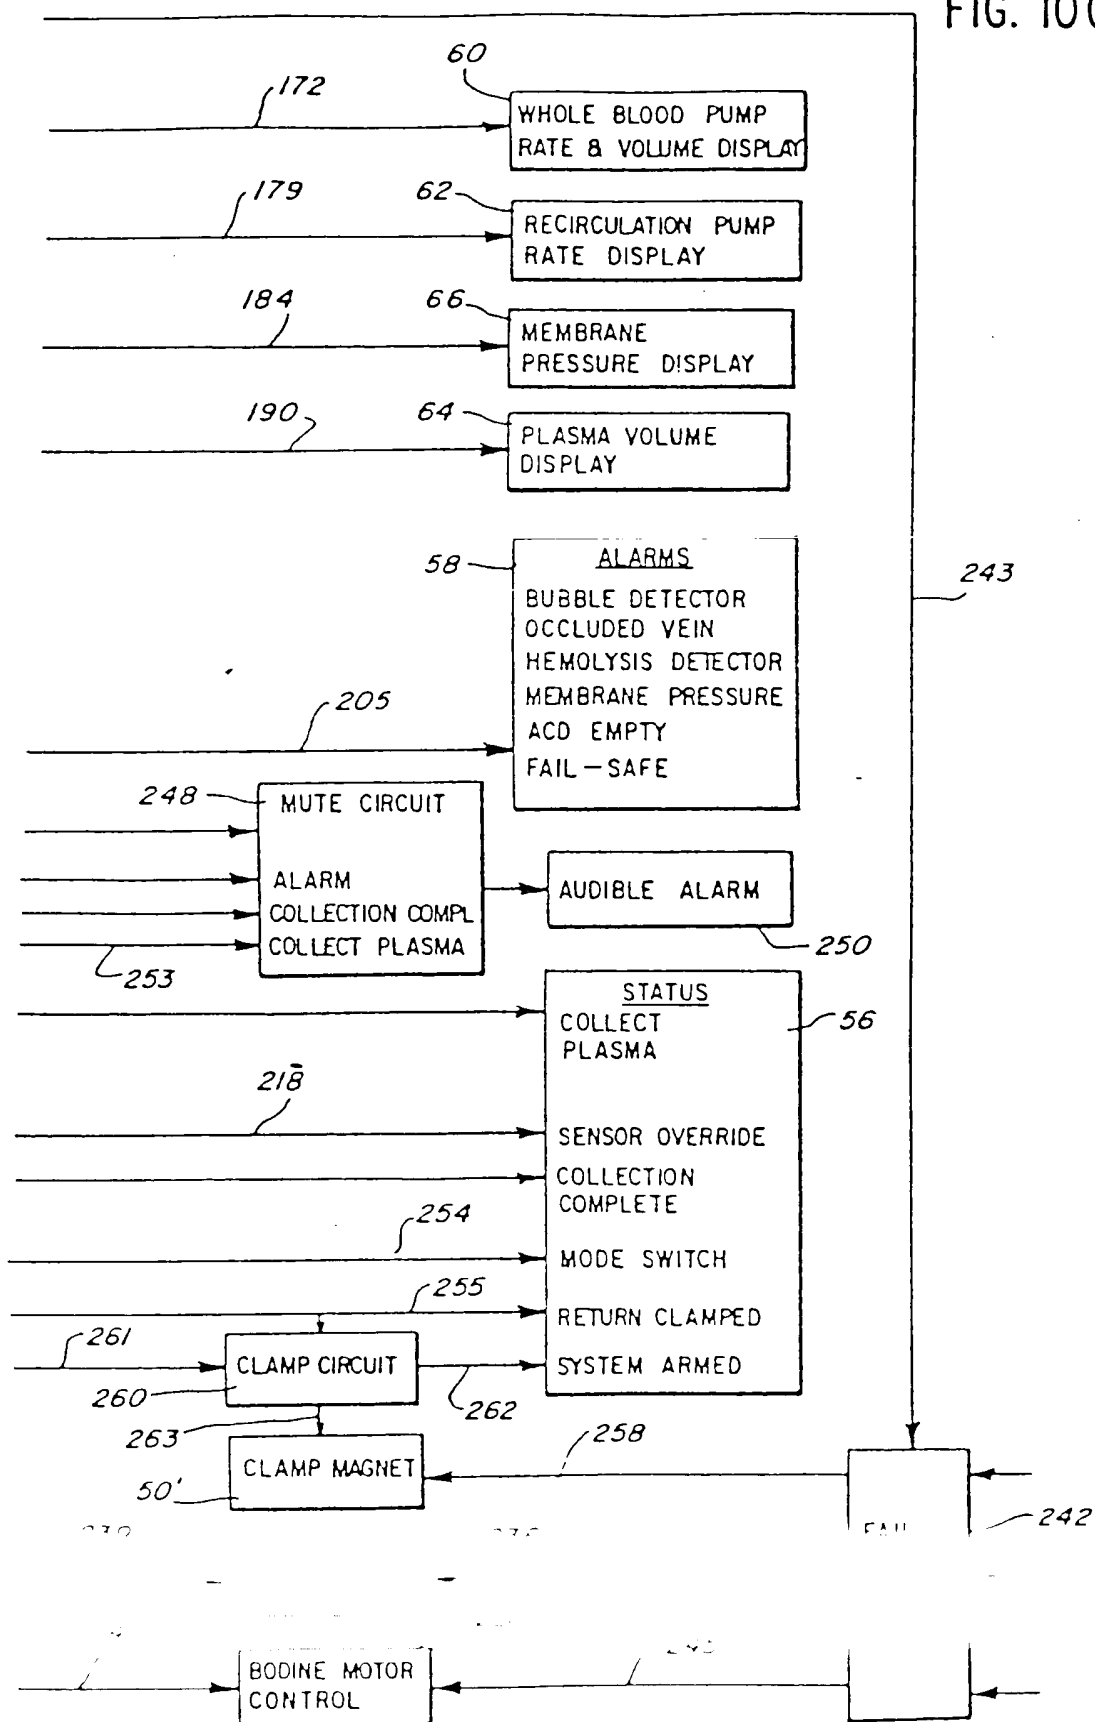 FIG. 10
60
172
WHOLE BLOOD PUMP
RATE & VOLUME DISPLAY
179
62
RECIRCULATION PUMP
RATE DISPLAY
184
66
MEMBRANE
PRESSURE DISPLAY
190
64
PLASMA VOLUME
DISPLAY
58
ALARMS
BUBBLE DETECTOR
OCCLUDED VEIN
HEMOLYSIS DETECTOR
MEMBRANE PRESSURE
ACD EMPTY
FAIL-SAFE
243
205
248
MUTE CIRCUIT
ALARM
COLLECTION COMPL
COLLECT PLASMA
253
AUDIBLE ALARM
250
STATUS
COLLECT
PLASMA
56
218
SENSOR OVERRIDE
COLLECTION
COMPLETE
254
MODE SWITCH
255
RETURN CLAMPED
261
CLAMP CIRCUIT
SYSTEM ARMED
260
262
263
258
CLAMP MAGNET
50'
242
BODINE MOTOR
CONTROL